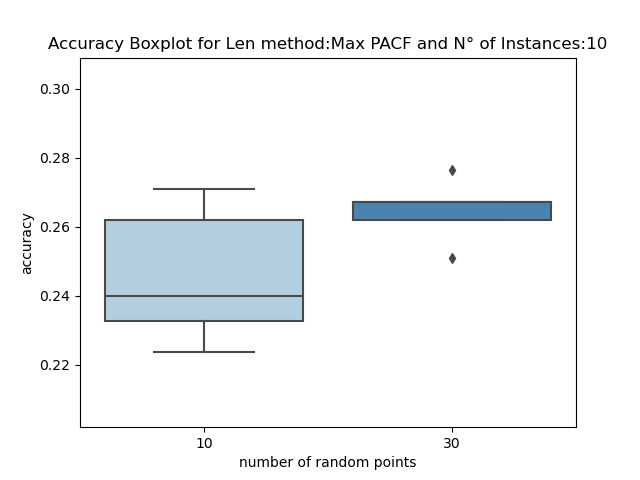 Accuracy Boxplot for Len method:Max PACF and N° of Instances:10
0.30
0.28
0.26
0.24
0.22
accuracy
10 30
number of random points